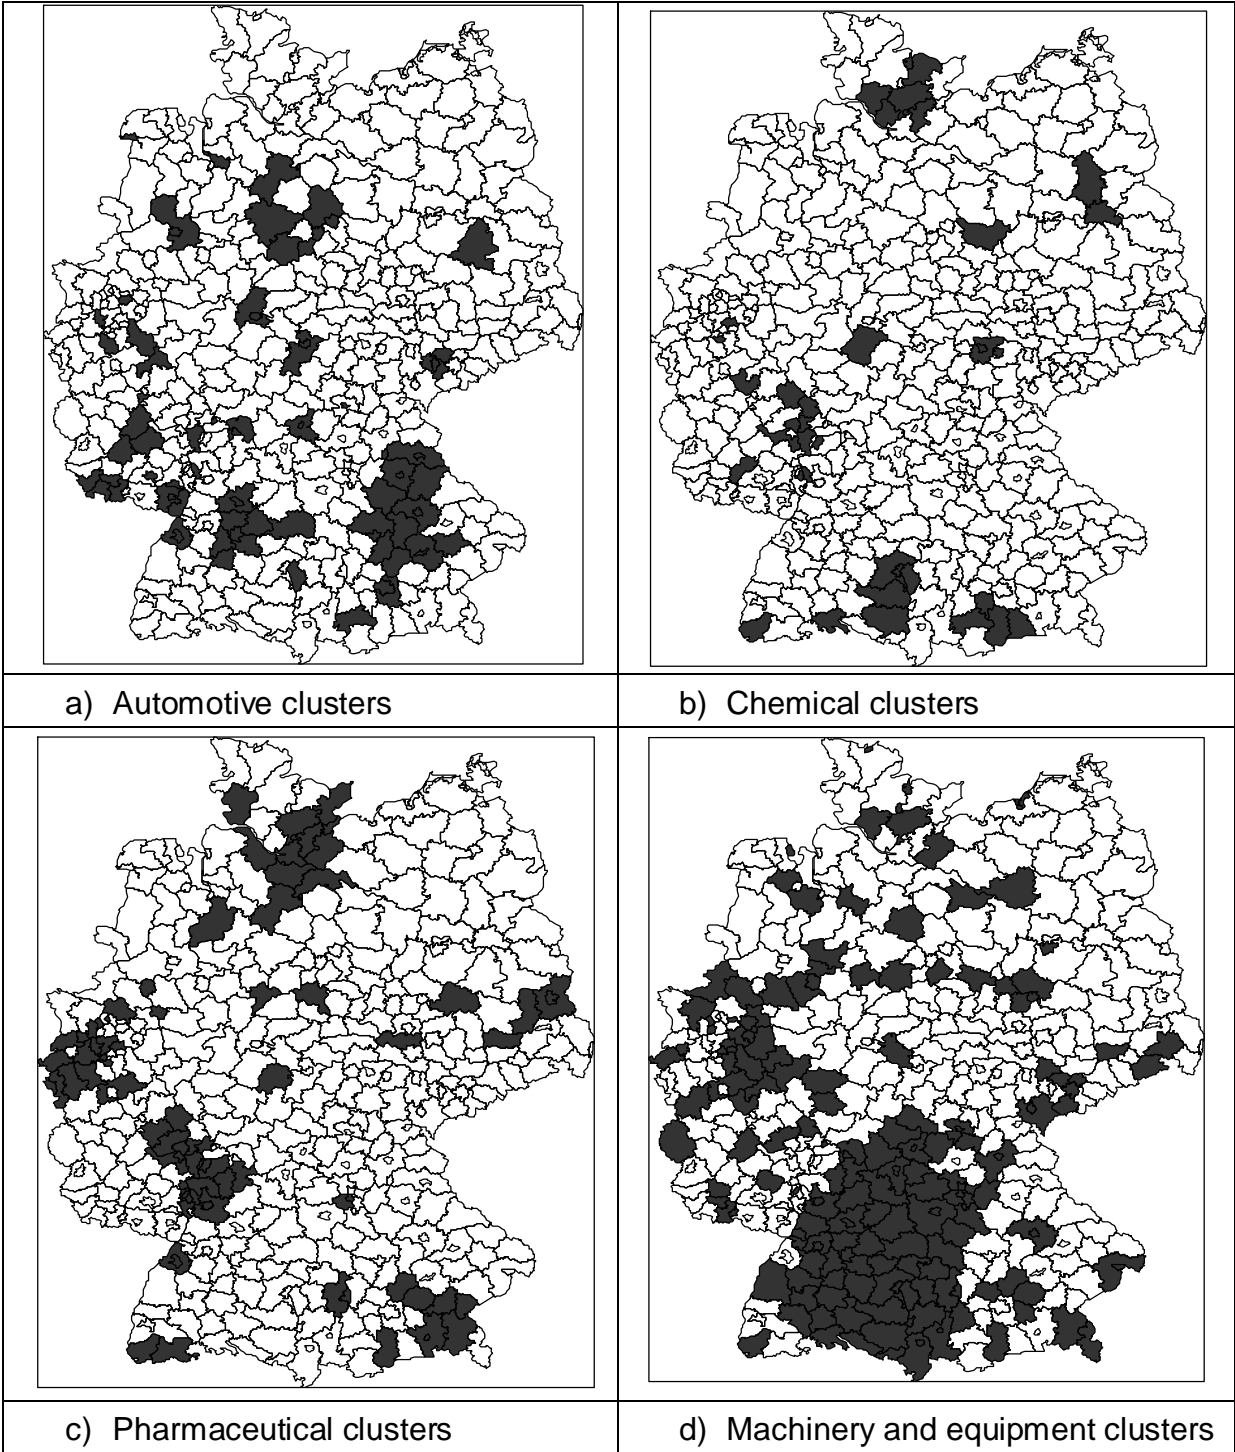 a) Automotive clusters
b) Chemical clusters
c) Pharmaceutical clusters
d) Machinery and equipment clusters